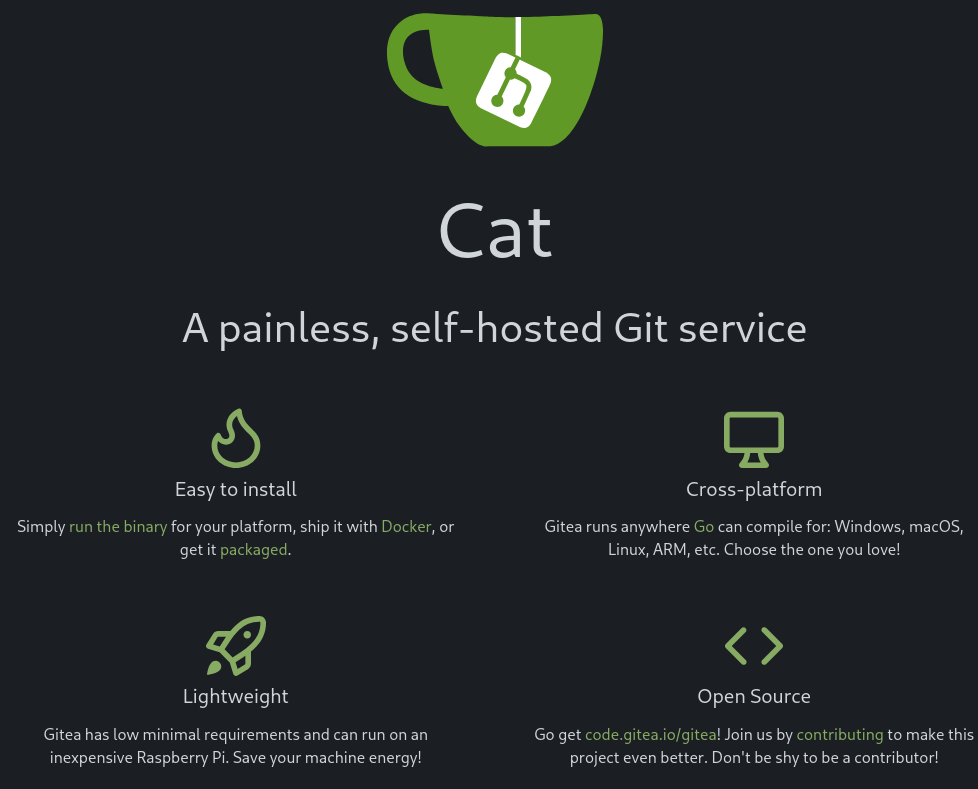 Cat
A painless, self-hosted Git service
Easy to install
Simply run the binary for your platform, ship it with Docker, or
get it packaged.
Cross-platform
Gitea runs anywhere Go can compile for: Windows, macOS,
Linux, ARM, etc. Choose the one you love!
Lightweight
Gitea has low minimal requirements and can run on an
inexpensive Raspberry Pi. Save your machine energy!
Open Source
Go get code.gitea.io/gitea! Join us by contributing to make this
project even better. Don't be shy to be a contributor!